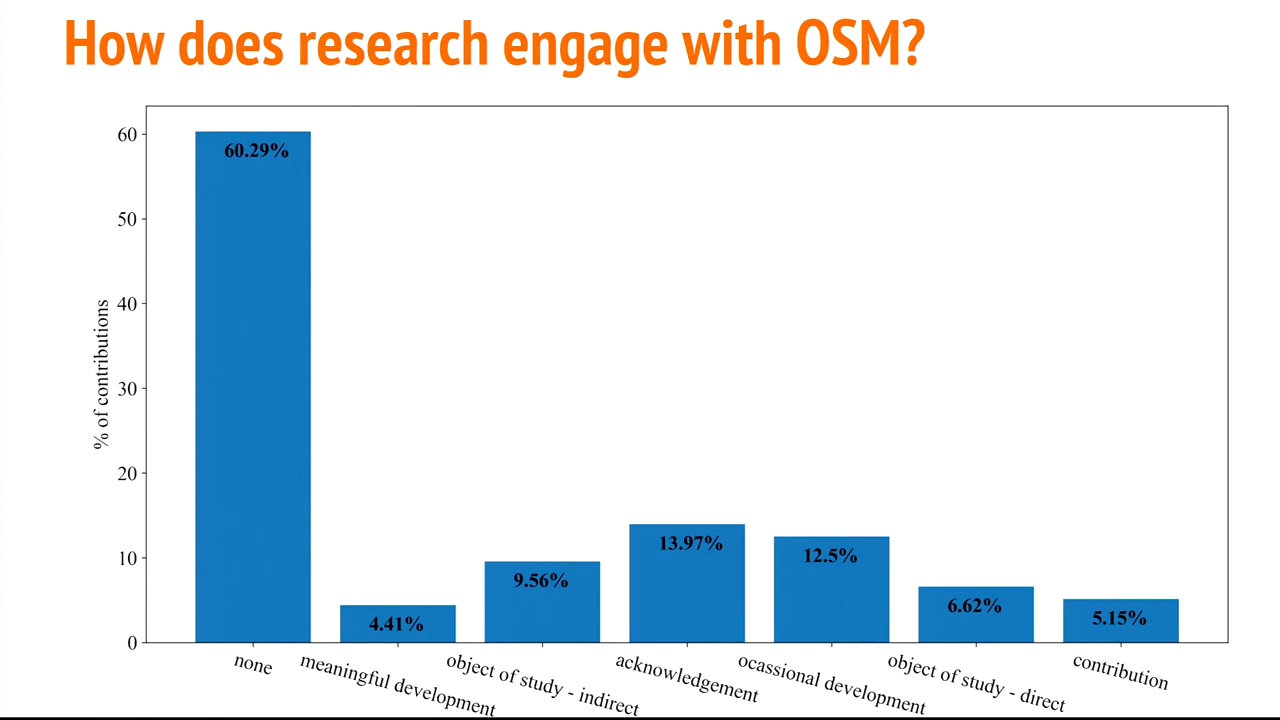 How does research engage with OSM?
% of contributions
60
50
40
30
20
10
0
60.29%
4.41%
9.56%
13.97%
12.5%
6.62%
5.15%
none
meaningful development
object of study - indirect
acknowledgement
ocassional development
object of study - direct
contribution